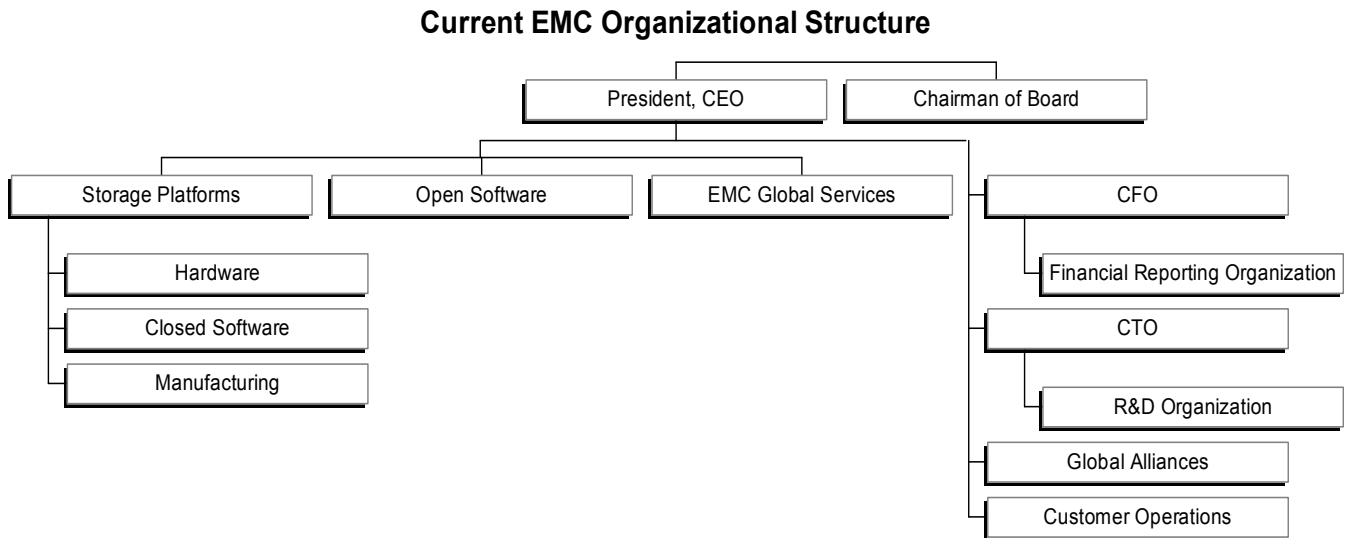 Current EMC Organizational Structure
President, CEO
Chairman of Board
Storage Platforms
Open Software
EMC Global Services
CFO
Hardware
Financial Reporting Organization
Closed Software
CTO
Manufacturing
R&D Organization
Global Alliances
Customer Operations